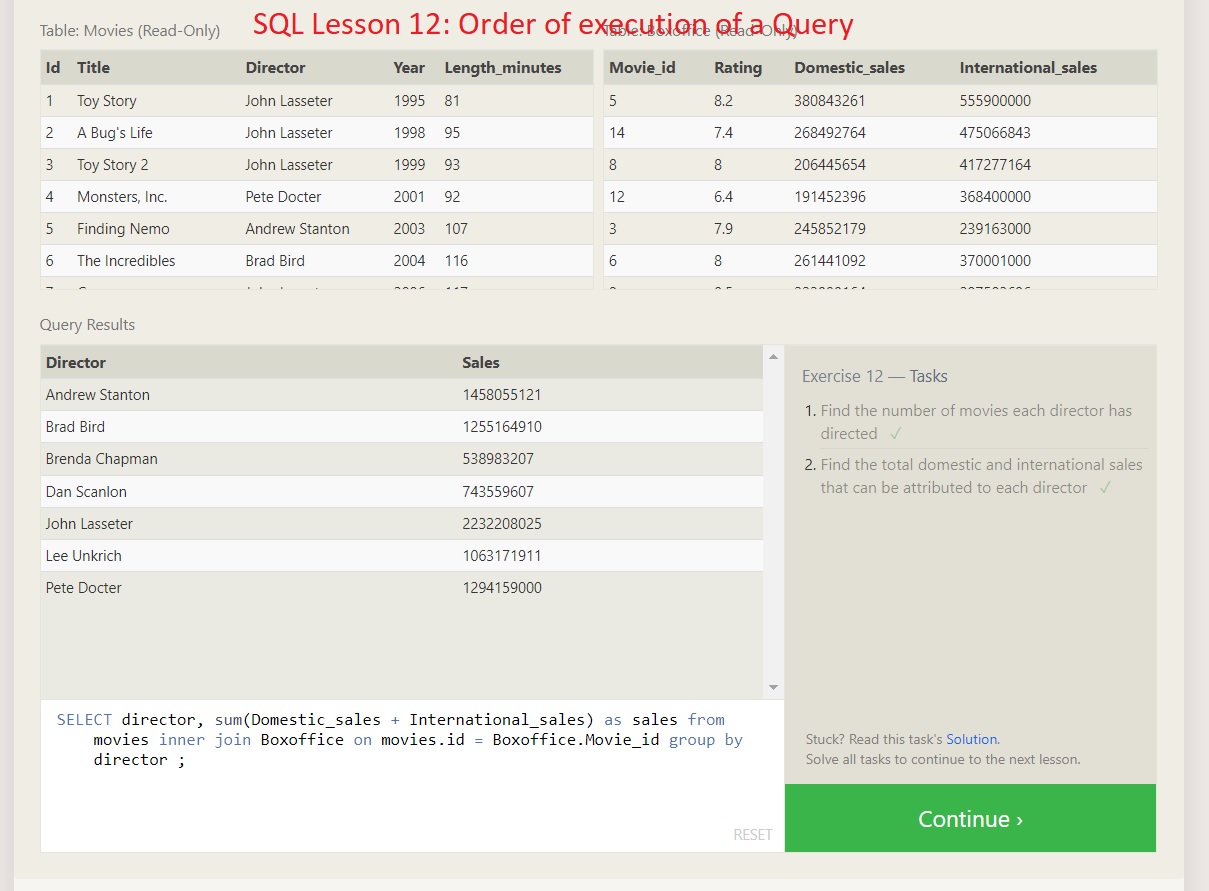 SQL Lesson 12: Order of execution of a Query
Table: Movies (Read-Only)
Table: Boxoffice (Read-Only)
Id Title Director Year Length_minutes
1 Toy Story John Lasseter 1995 81
2 A Bug's Life John Lasseter 1998 95
3 Toy Story 2 John Lasseter 1999 93
4 Monsters, Inc. Pete Docter 2001 92
5 Finding Nemo Andrew Stanton 2003 107
6 The Incredibles Brad Bird 2004 116
Movie_id Rating Domestic_sales International_sales
5 8.2 380843261 555900000
14 7.4 268492764 475066843
8 8 206445654 417277164
12 6.4 191452396 368400000
3 7.9 245852179 239163000
6 8 261441092 370001000
Query Results
Director Sales
Andrew Stanton 1458055121
Brad Bird 1255164910
Brenda Chapman 538983207
Dan Scanlon 743559607
John Lasseter 2232208025
Lee Unkrich 1063171911
Pete Docter 1294159000
SELECT director, sum(Domestic_sales + International_sales) as sales from
movies inner join Boxoffice on movies.id = Boxoffice.Movie_id group by
director ;
RESET
Exercise 12 — Tasks
1. Find the number of movies each director has
directed ✓
2. Find the total domestic and international sales
that can be attributed to each director ✓
Stuck? Read this task's Solution.
Solve all tasks to continue to the next lesson.
Continue ›